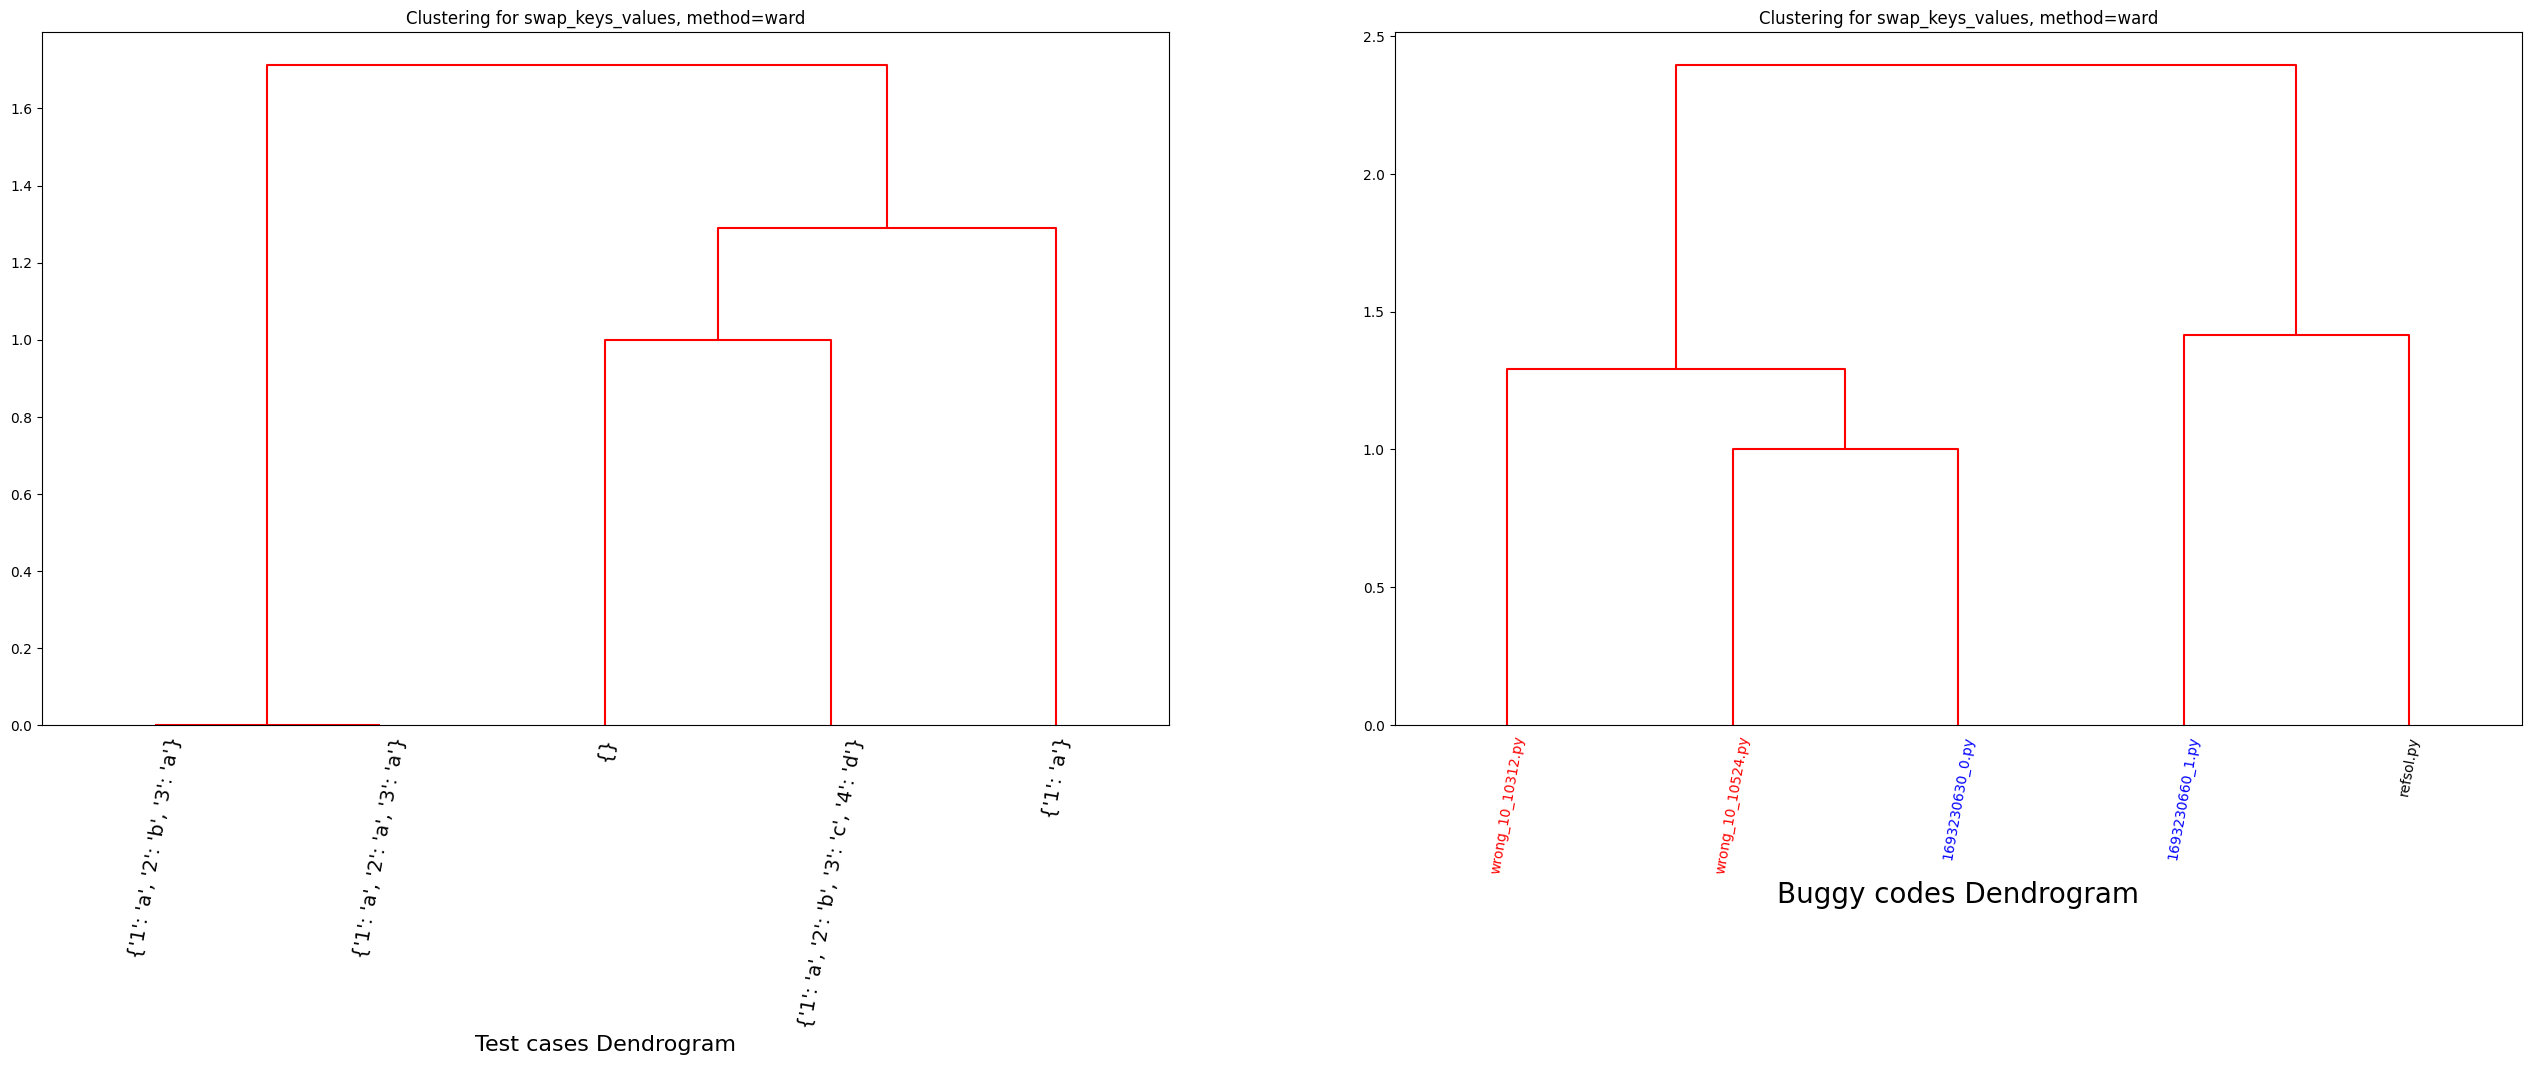 Clustering for swap_keys_values, method=ward
1.6
1.4
1.2
1.0
0.8
0.6
0.4
0.2
0.0
{'1': 'a', '2': 'b', '3': 'a'}
{'1': 'a', '2': 'a', '3': 'a'}
{}
{'1': 'a', '2': 'b', '3': 'c', '4': 'd'}
{'1': 'a'}
Test cases Dendrogram
Clustering for swap_keys_values, method=ward
2.5
2.0
1.5
1.0
0.5
0.0
wrong_10_10312.py
wrong_10_10524.py
1693230630_0.py
1693230660_1.py
refsol.py
Buggy codes Dendrogram